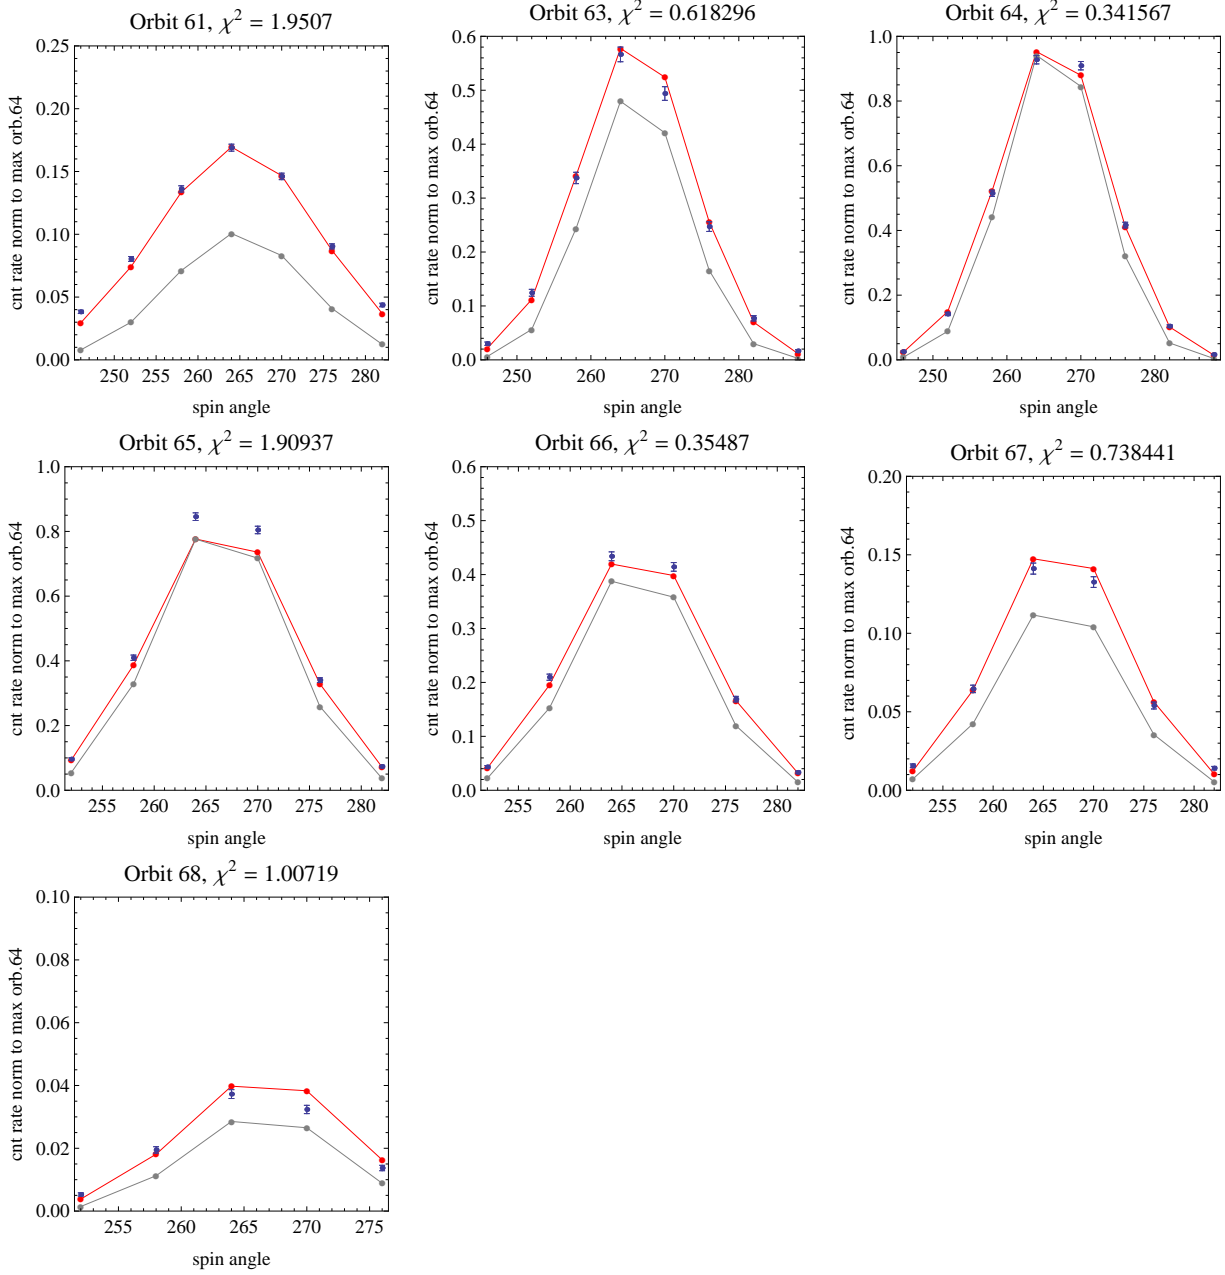 Orbit 61, χ² = 1.9507
cnt rate norm to max orb.64
0.25
0.20
0.15
0.10
0.05
0.00
250 255 260 265 270 275 280
spin angle
Orbit 63, χ² = 0.618296
cnt rate norm to max orb.64
0.6
0.5
0.4
0.3
0.2
0.1
0.0
250 260 270 280
spin angle
Orbit 64, χ² = 0.341567
cnt rate norm to max orb.64
1.0
0.8
0.6
0.4
0.2
0.0
250 260 270 280
spin angle
Orbit 65, χ² = 1.90937
cnt rate norm to max orb.64
1.0
0.8
0.6
0.4
0.2
0.0
255 260 265 270 275 280
spin angle
Orbit 66, χ² = 0.35487
cnt rate norm to max orb.64
0.6
0.5
0.4
0.3
0.2
0.1
0.0
255 260 265 270 275 280
spin angle
Orbit 67, χ² = 0.738441
cnt rate norm to max orb.64
0.20
0.15
0.10
0.05
0.00
255 260 265 270 275 280
spin angle
Orbit 68, χ² = 1.00719
cnt rate norm to max orb.64
0.10
0.08
0.06
0.04
0.02
0.00
255 260 265 270 275
spin angle